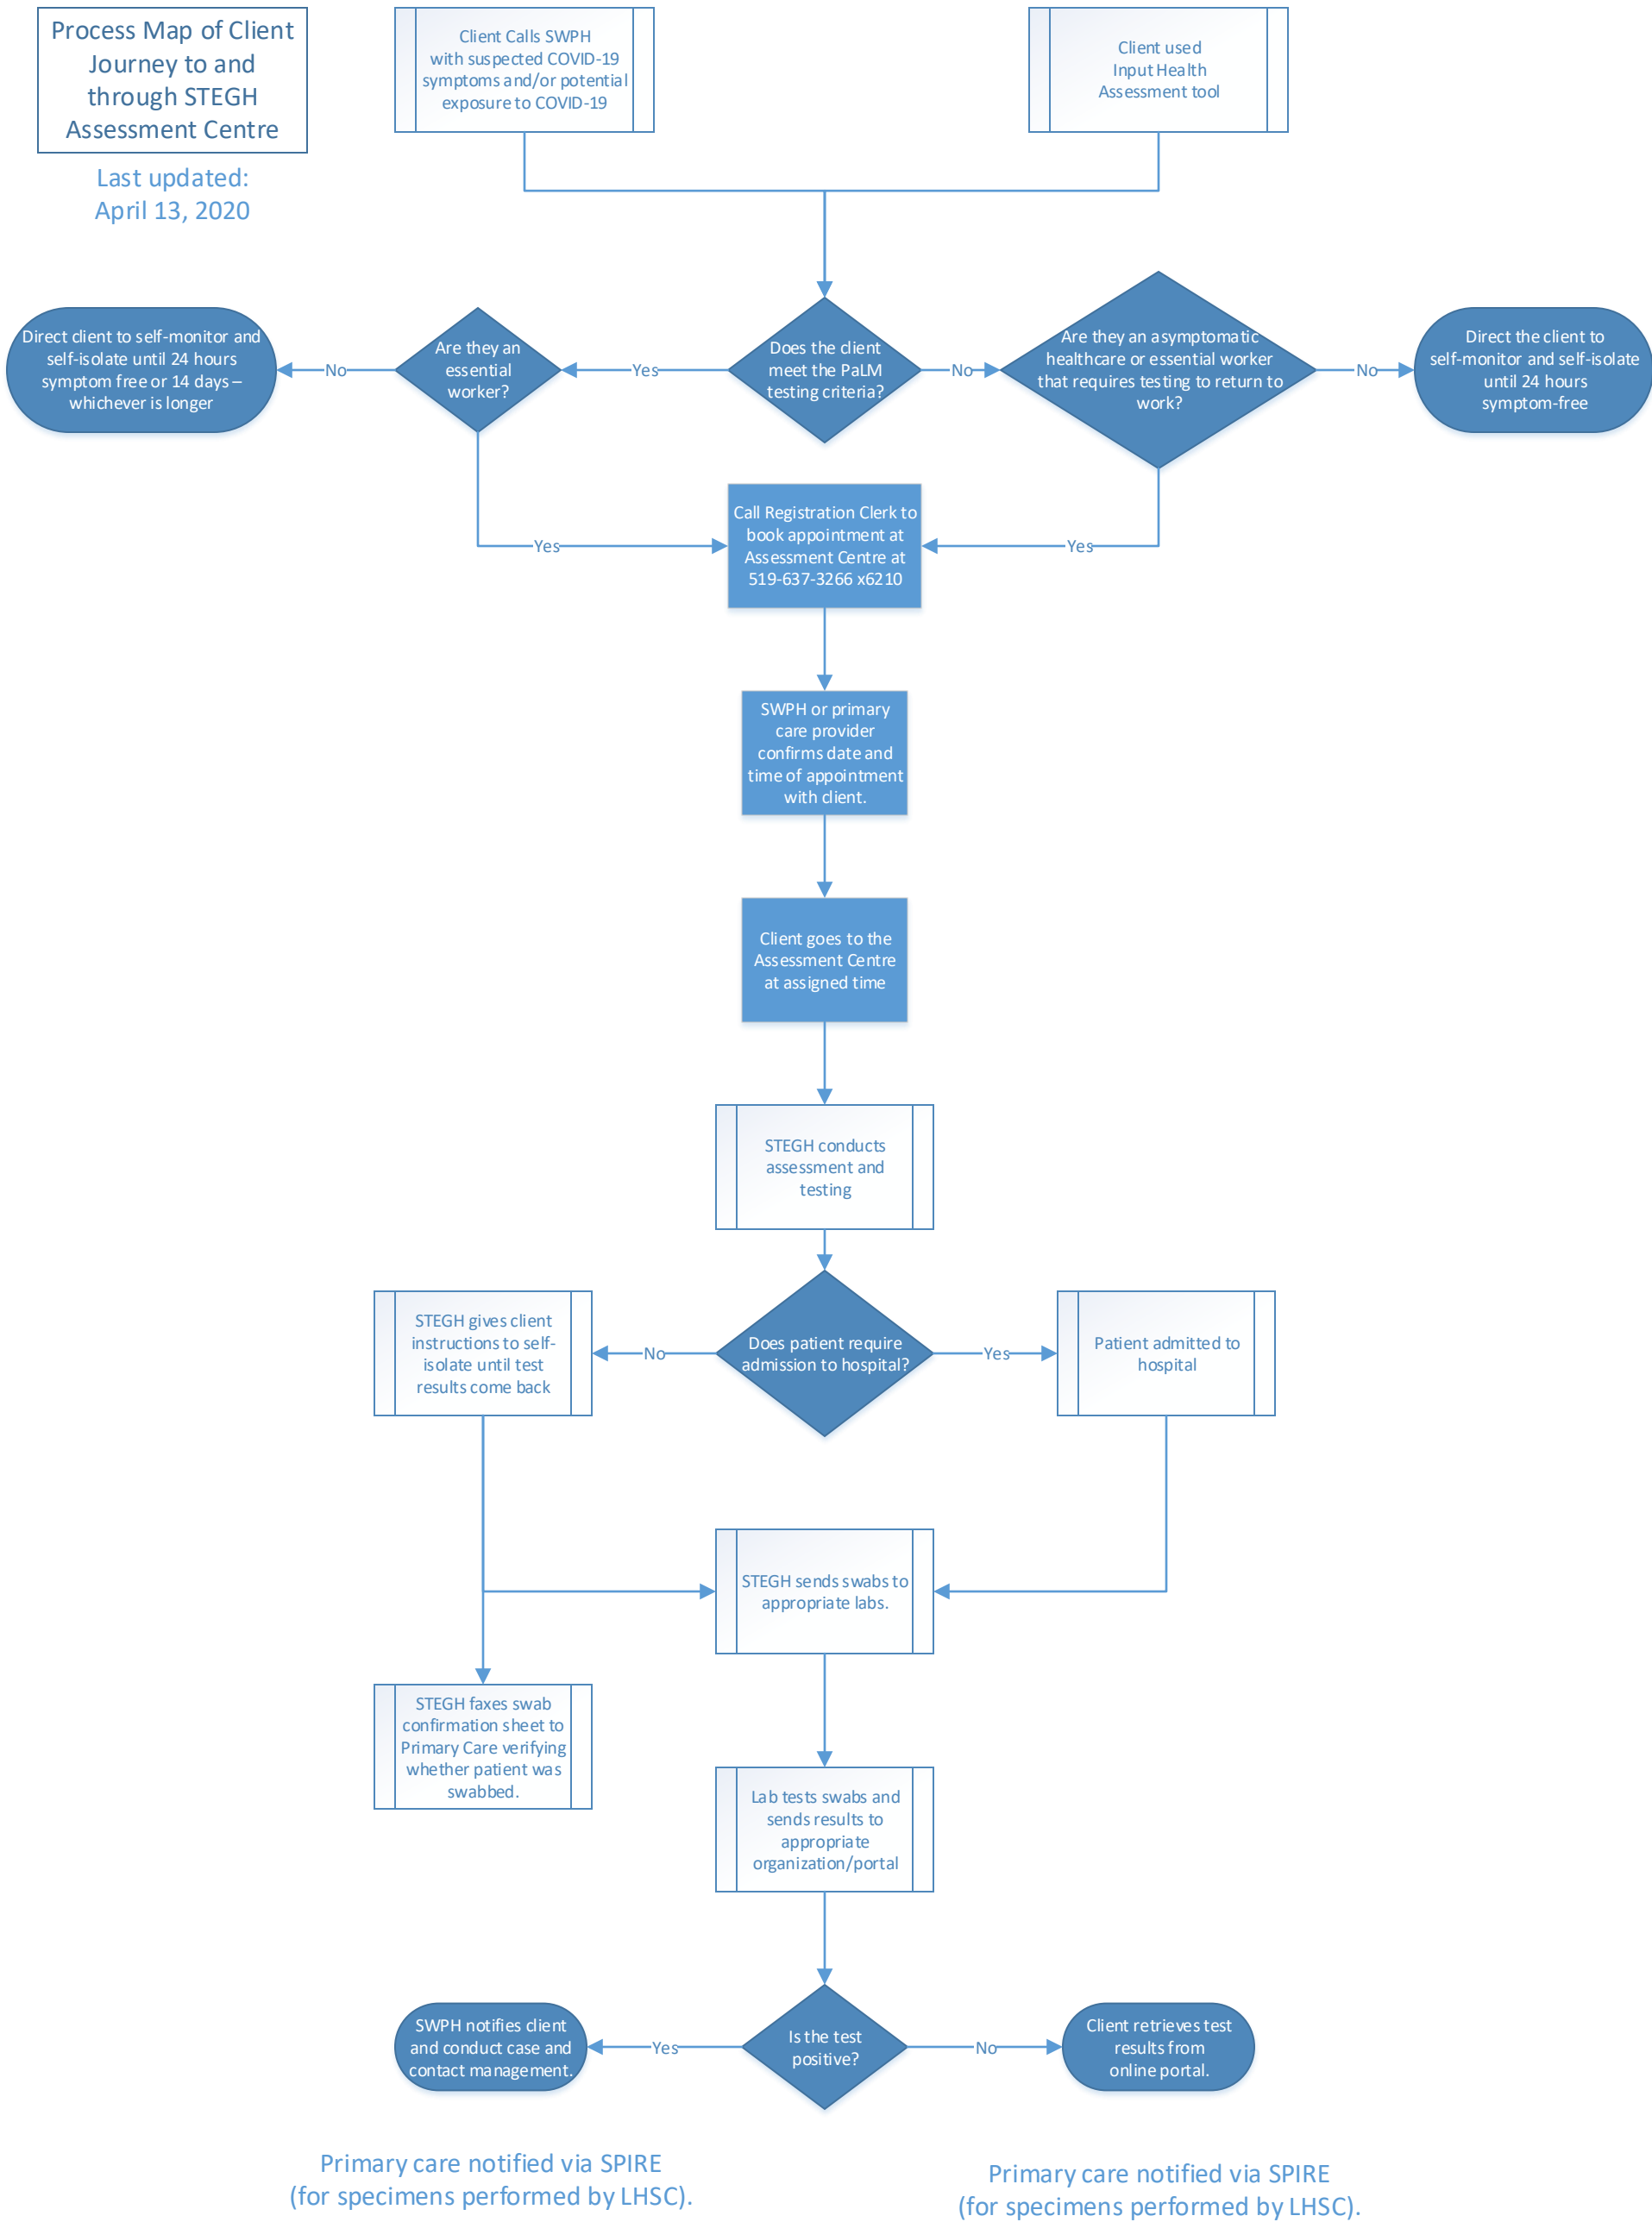 Process Map of Client
Journey to and
through STEGH
Assessment Centre
Last updated:
April 13, 2020
Client Calls SWPH
with suspected COVID-19
symptoms and/or potential
exposure to COVID-19
Client used
Input Health
Assessment tool
Direct client to self-monitor and
self-isolate until 24 hours
symptom free or 14 days –
whichever is longer
No
Are they an
essential
worker?
Yes
Does the client
meet the PaLM
testing criteria?
No
Are they an asymptomatic
healthcare or essential worker
that requires testing to return to
work?
No
Direct the client to
self-monitor and self-isolate
until 24 hours
symptom-free
Yes
Call Registration Clerk to
book appointment at
Assessment Centre at
519-637-3266 x6210
Yes
SWPH or primary
care provider
confirms date and
time of appointment
with client.
Client goes to the
Assessment Centre
at assigned time
STEGH conducts
assessment and
testing
STEGH gives client
instructions to self-
isolate until test
results come back
No
Does patient require
admission to hospital?
Yes
Patient admitted to
hospital
STEGH sends swabs to
appropriate labs.
STEGH faxes swab
confirmation sheet to
Primary Care verifying
whether patient was
swabbed.
Lab tests swabs and
sends results to
appropriate
organization/portal
SWPH notifies client
and conduct case and
contact management.
Yes
Is the test
positive?
No
Client retrieves test
results from
online portal.
Primary care notified via SPIRE
(for specimens performed by LHSC).
Primary care notified via SPIRE
(for specimens performed by LHSC).